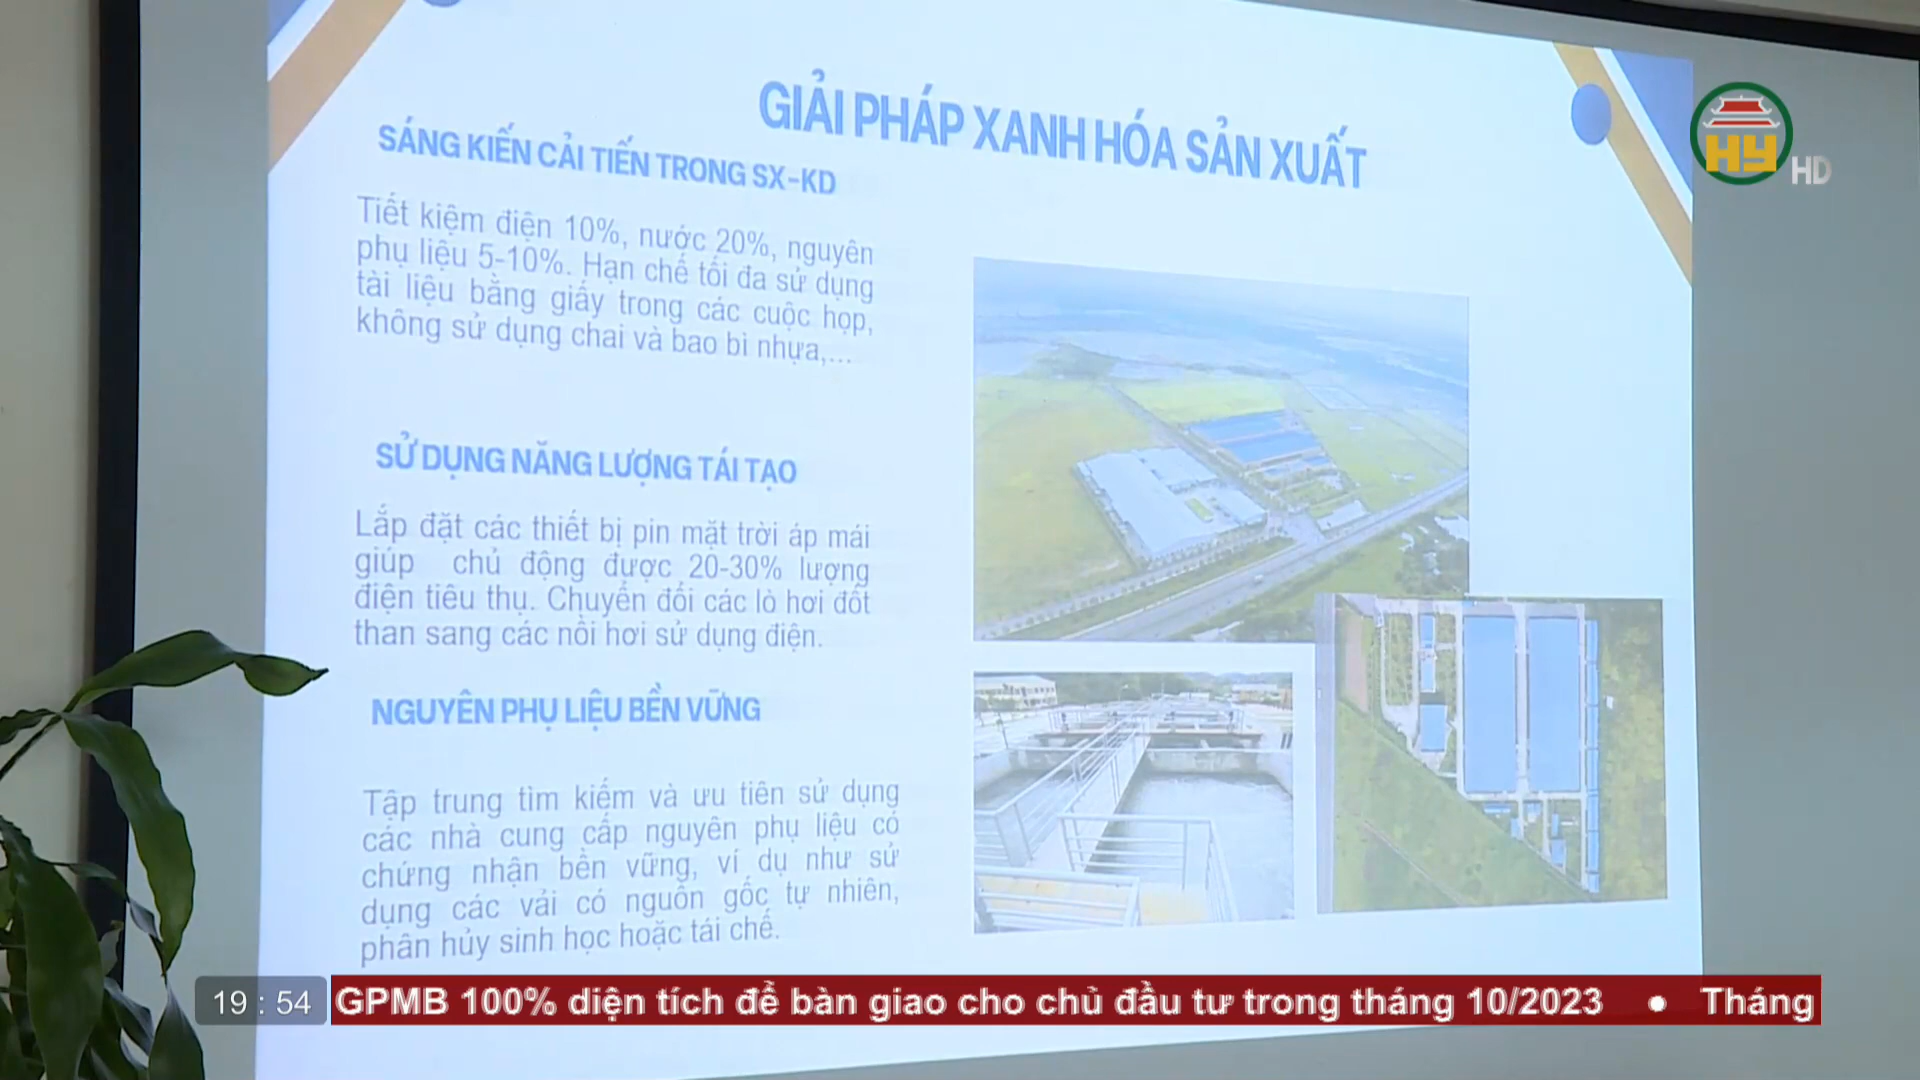 GIẢI PHÁP XANH HÓA SẢN XUẤT
SÁNG KIẾN CẢI TIẾN TRONG SX-KD
Tiết kiệm điện 10%, nước 20%, nguyên
phụ liệu 5-10%. Hạn chế tối đa sử dụng
tài liệu bằng giấy trong các cuộc họp,
không sử dụng chai và bao bì nhựa,...
SỬ DỤNG NĂNG LƯỢNG TÁI TẠO
Lắp đặt các thiết bị pin mặt trời áp mái
giúp chủ động được 20-30% lượng
điện tiêu thụ. Chuyển đổi các lò hơi đốt
than sang các nồi hơi sử dụng điện.
NGUYÊN PHỤ LIỆU BỀN VỮNG
Tập trung tìm kiếm và ưu tiên sử dụng
các nhà cung cấp nguyên phụ liệu có
chứng nhận bền vững, ví dụ như sử
dụng các vải có nguồn gốc tự nhiên,
phân hủy sinh học hoặc tái chế.
HY HD
19 : 54
GPMB 100% diện tích để bàn giao cho chủ đầu tư trong tháng 10/2023 • Tháng